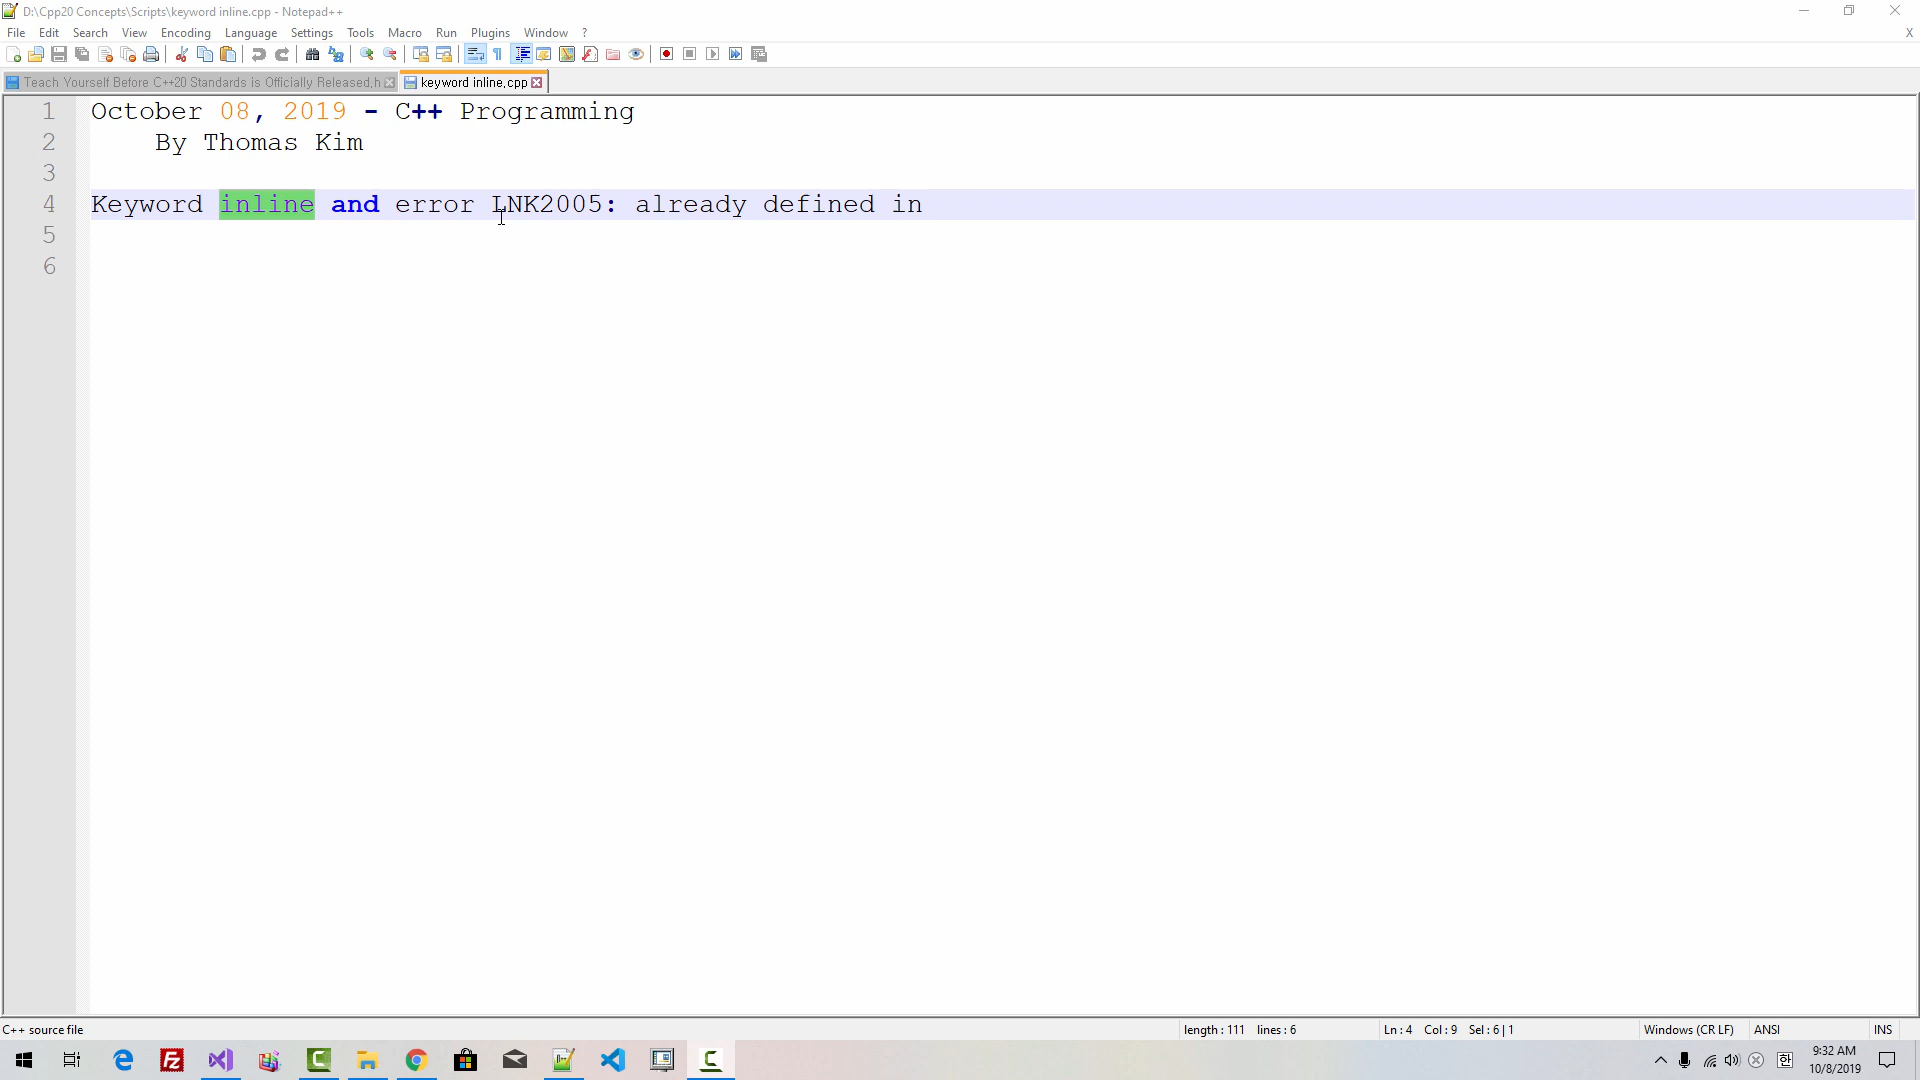 D:\Cpp20 Concepts\Scripts\keyword inline.cpp - Notepad++
File Edit Search View Encoding Language Settings Tools Macro Run Plugins Window ? X
Teach Yourself Before C++20 Standards is Officially Released.h keyword inline.cpp
1 October 08, 2019 - C++ Programming
2 By Thomas Kim
3
4 Keyword inline and error LNK2005: already defined in
5
6
C++ source file length : 111 lines : 6 Ln : 4 Col : 9 Sel : 6 | 1 Windows (CR LF) ANSI INS
9:32 AM
한 10/8/2019